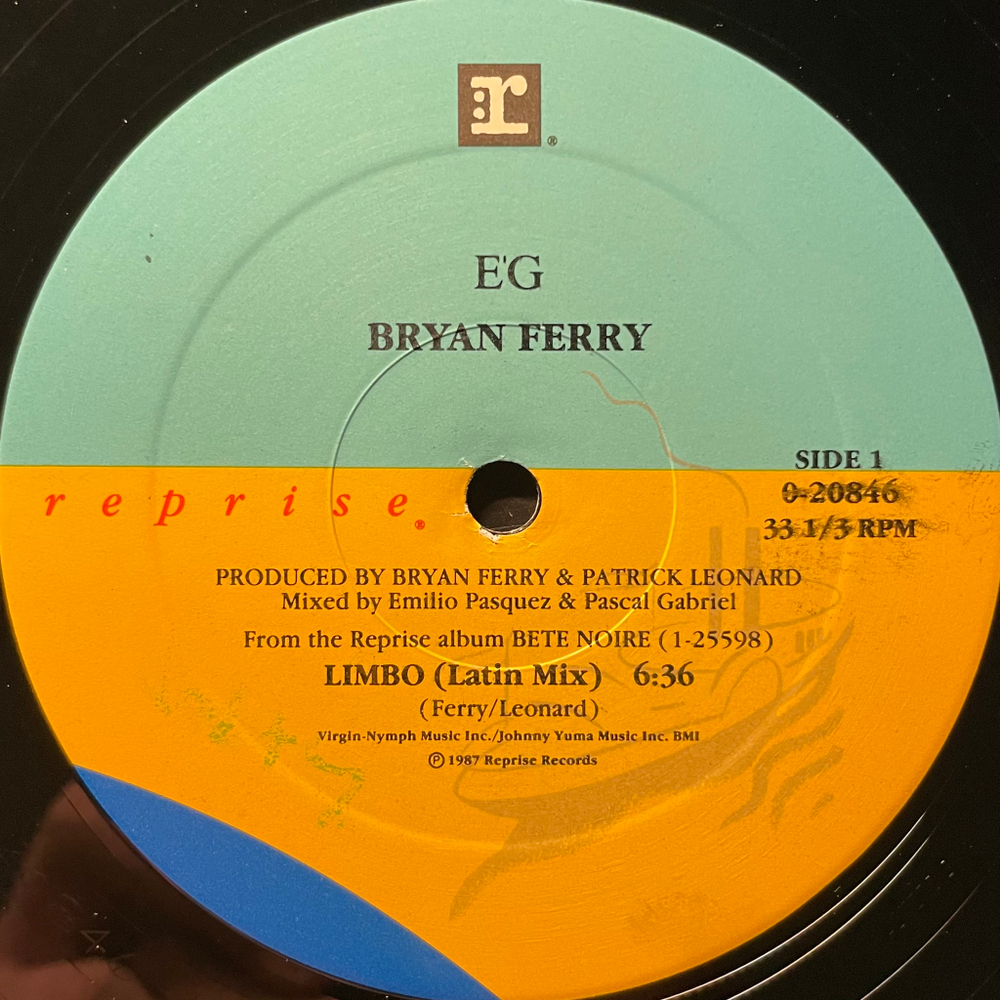 r
®
E'G
BRYAN FERRY
SIDE 1
reprise®
0-20846
33 1/3 RPM
PRODUCED BY BRYAN FERRY & PATRICK LEONARD
Mixed by Emilio Pasquez & Pascal Gabriel
From the Reprise album BETE NOIRE (1-25598)
LIMBO (Latin Mix) 6:36
(Ferry/Leonard)
Virgin-Nymph Music Inc./Johnny Yuma Music Inc. BMI
℗ 1987 Reprise Records